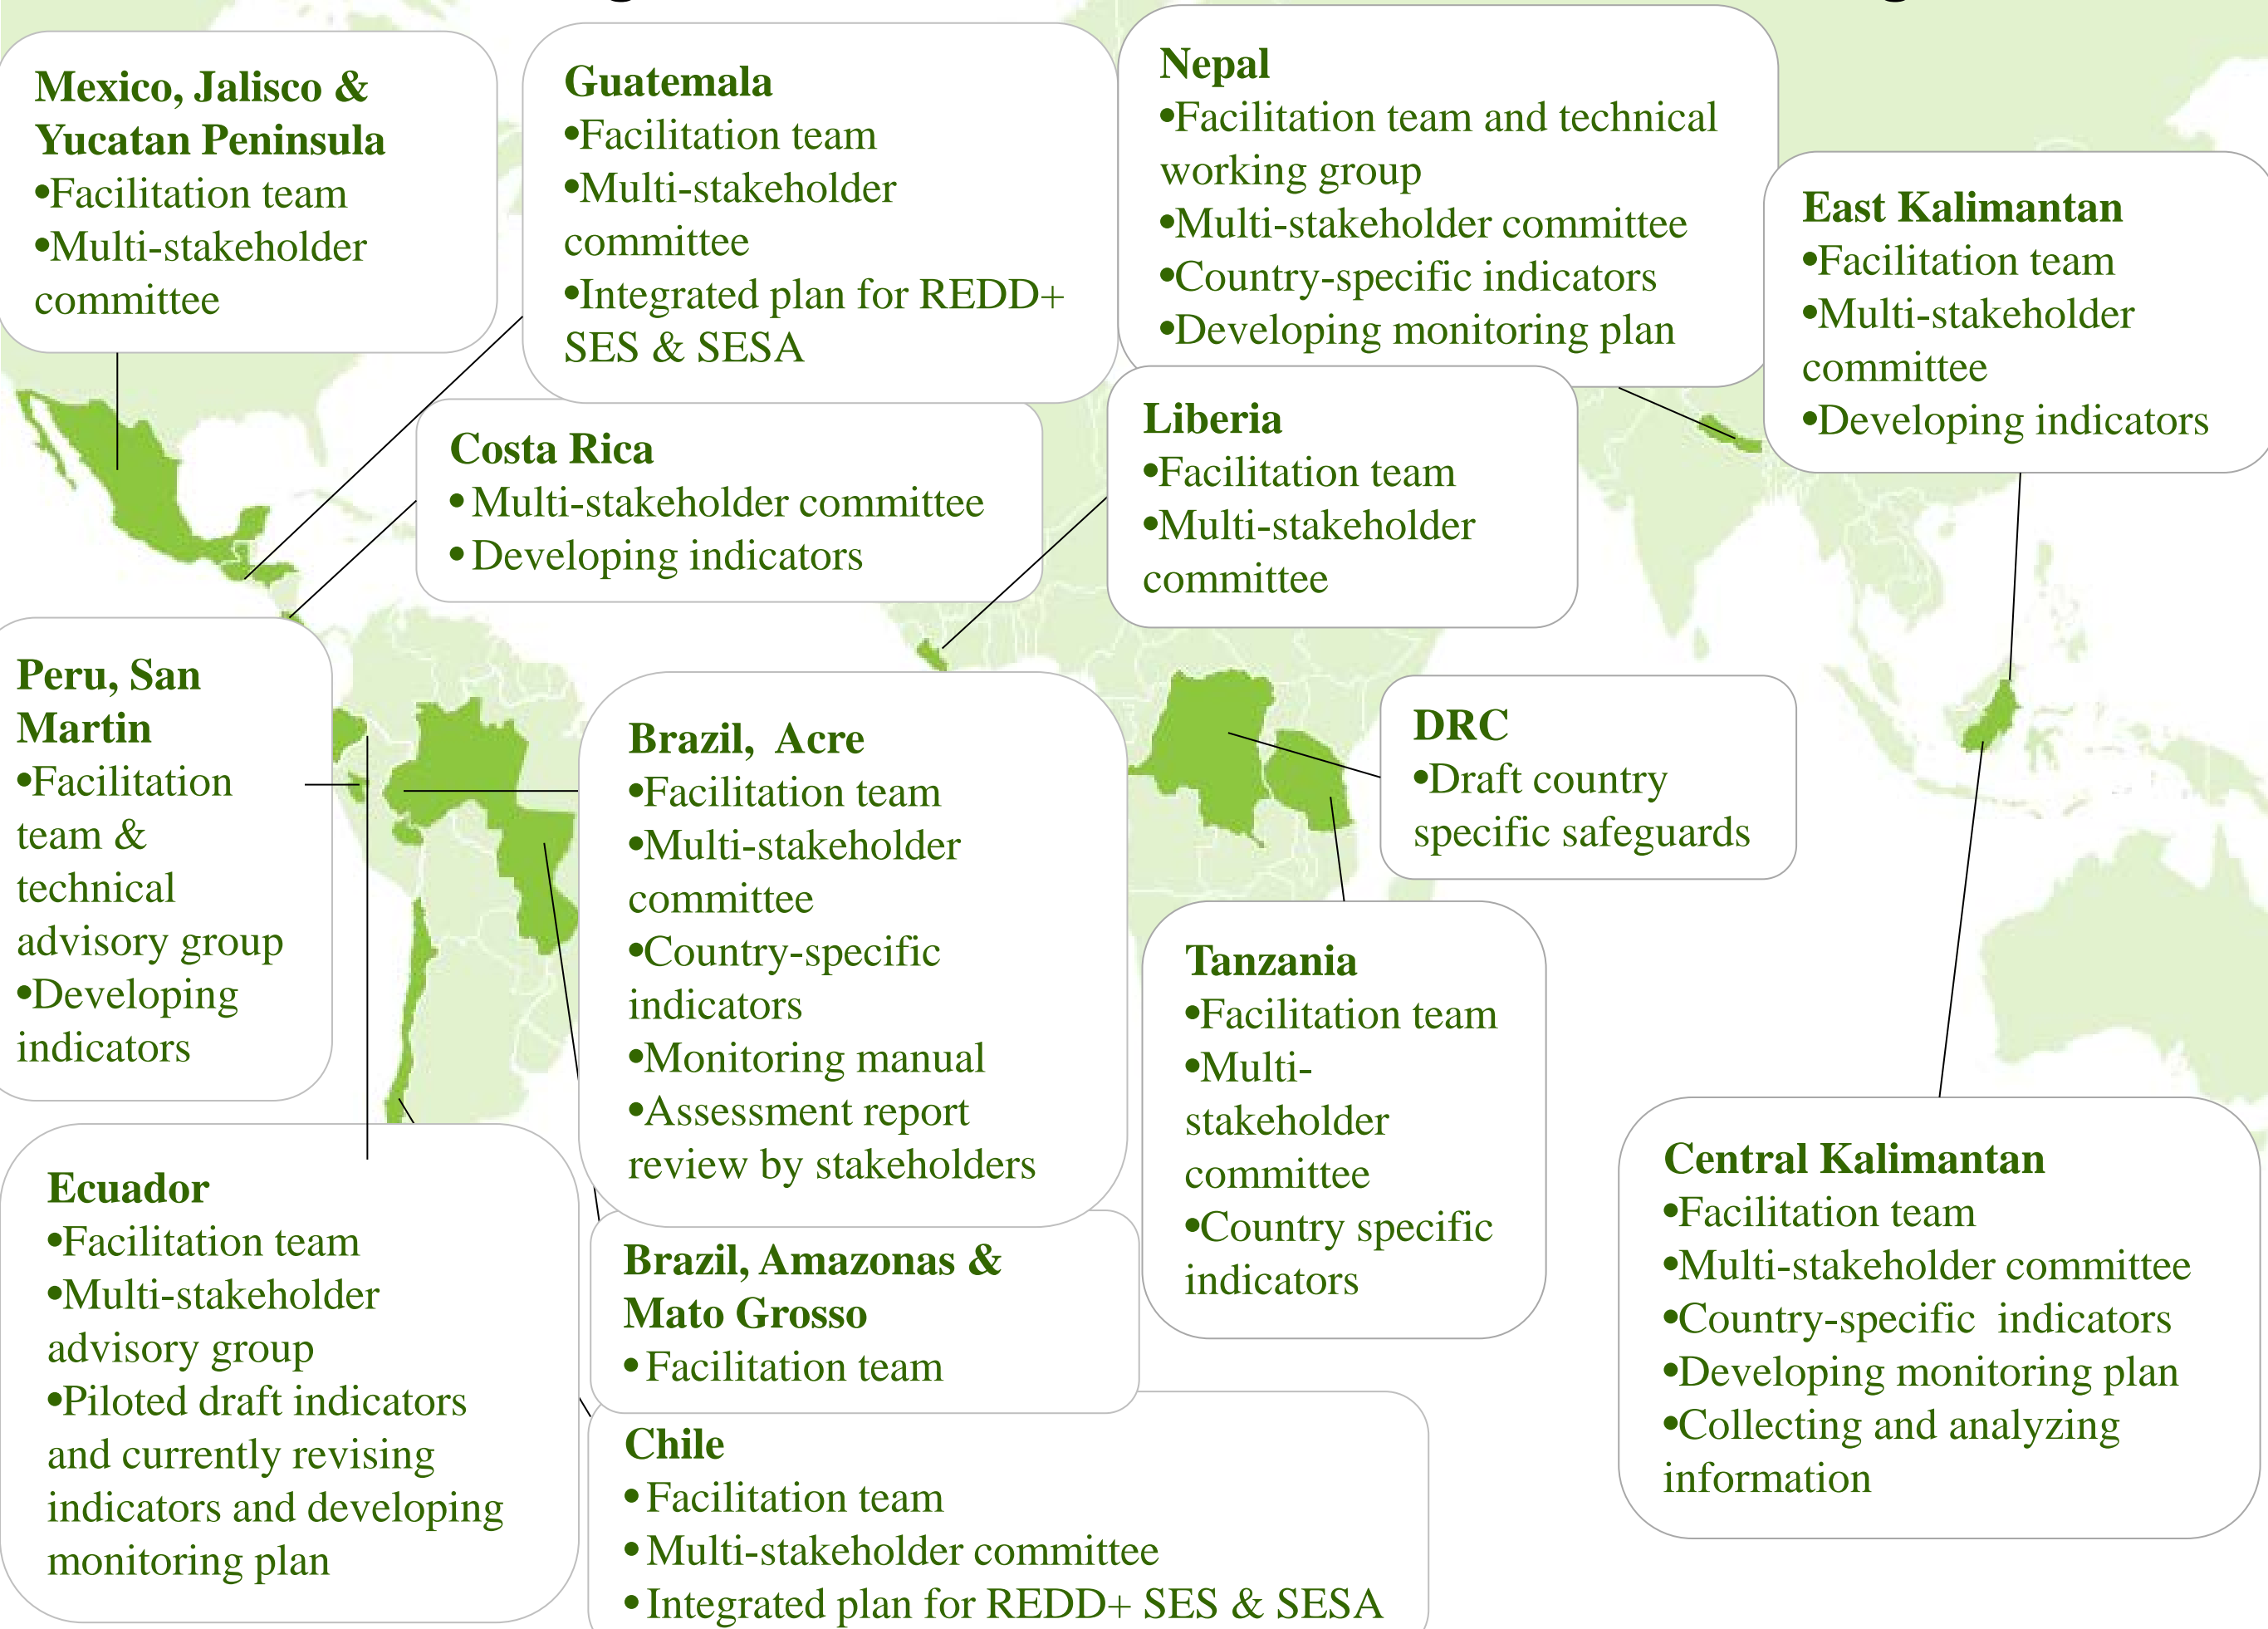 Mexico, Jalisco &
Yucatan Peninsula
•Facilitation team
•Multi-stakeholder
committee
Guatemala
•Facilitation team
•Multi-stakeholder
committee
•Integrated plan for REDD+
SES & SESA
Nepal
•Facilitation team and technical
working group
•Multi-stakeholder committee
•Country-specific indicators
•Developing monitoring plan
East Kalimantan
•Facilitation team
•Multi-stakeholder
committee
•Developing indicators
Costa Rica
• Multi-stakeholder committee
• Developing indicators
Liberia
•Facilitation team
•Multi-stakeholder
committee
Peru, San
Martin
•Facilitation
team &
technical
advisory group
•Developing
indicators
Brazil,  Acre
•Facilitation team
•Multi-stakeholder
committee
•Country-specific
indicators
•Monitoring manual
•Assessment report
review by stakeholders
DRC
•Draft country
specific safeguards
Tanzania
•Facilitation team
•Multi-
stakeholder
committee
•Country specific
indicators
Ecuador
•Facilitation team
•Multi-stakeholder
advisory group
•Piloted draft indicators
and currently revising
indicators and developing
monitoring plan
Brazil, Amazonas &
Mato Grosso
• Facilitation team
Chile
• Facilitation team
• Multi-stakeholder committee
• Integrated plan for REDD+ SES & SESA
Central Kalimantan
•Facilitation team
•Multi-stakeholder committee
•Country-specific  indicators
•Developing monitoring plan
•Collecting and analyzing
information